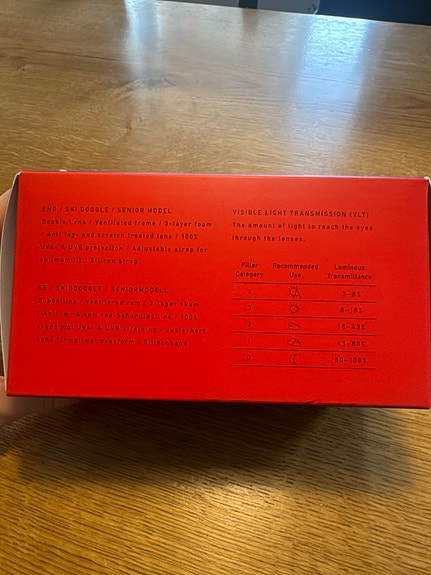 ENG / SKI GOGGLE / SENIOR MODEL
Double Lens / Ventilated frame / 3-layer foam
/ Anti fog- and scratch treated lens / 100%
UVA- & UVB protection / Adjustable strap for
optimum fit / Silicon strap.
SE / SKIDGOGGLE / SENIORMODELL
Dubbellins / Ventilerad ram / 3-lager skum
/ Antiim- & anti rep-behandlad lins / 100%
skydd mot UVA- & UVB strålning / Justerbart
band för optimal passform / Silikonband
VISIBLE LIGHT TRANSMISSION (VLT)
The amount of light to reach the eyes
through the lenses.
Filter Category Recommended Use Luminous Transmittance
4 3-8%
3 8-18%
2 18-43%
1 43-80%
0 80-100%